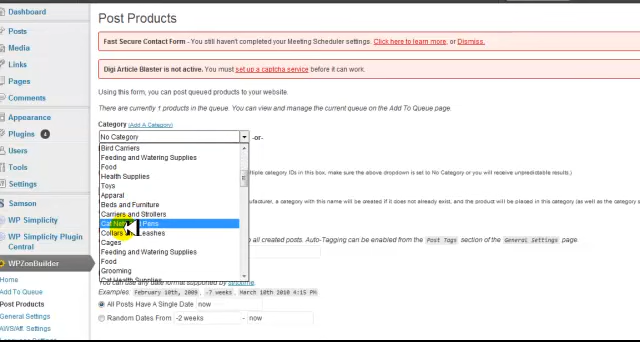 Dashboard
Posts
Media
Links
Pages
Comments
Appearance
Plugins 4
Users
Tools
Settings
Samson
WP Simplicity
WP Simplicity Plugin
Central
WPZonBuilder
Home
Add To Queue
Post Products
General Settings
AWS/Aff. Settings
Post Products
Fast Secure Contact Form - You still haven't completed your Meeting Scheduler settings. Click here to learn more, or Dismiss.
Digi Article Blaster is not active. You must set up a captcha service before it can work.
Using this form, you can post queued products to your website.
There are currently 1 products in the queue. You can view and manage the current queue on the Add To Queue page.
Category (Add A Category)
No Category -or-
Bird Carriers
Feeding and Watering Supplies
Food
Health Supplies
Toys
Apparel
Beds and Furniture
Carriers and Strollers
Pens
Collars Leashes
Cages
Feeding and Watering Supplies
Food
Grooming
Cat Health Supplies
ultiple category IDs in this box, make sure the above dropdown is set to No Category or you will receive unpredictable results.)
nufacturer, a category with this name will be created if it does not already exist, and the product will be placed in this category (as well as the category
all created posts. Auto-Tagging can be enabled from the Post Tags section of the General Settings page.
You can use any date format supported by strtotime.
Examples February 10th, 2009, -7 weeks, March 10th 2010 4:15 PM
All Posts Have A Single Date now
Random Dates From -2 weeks - now